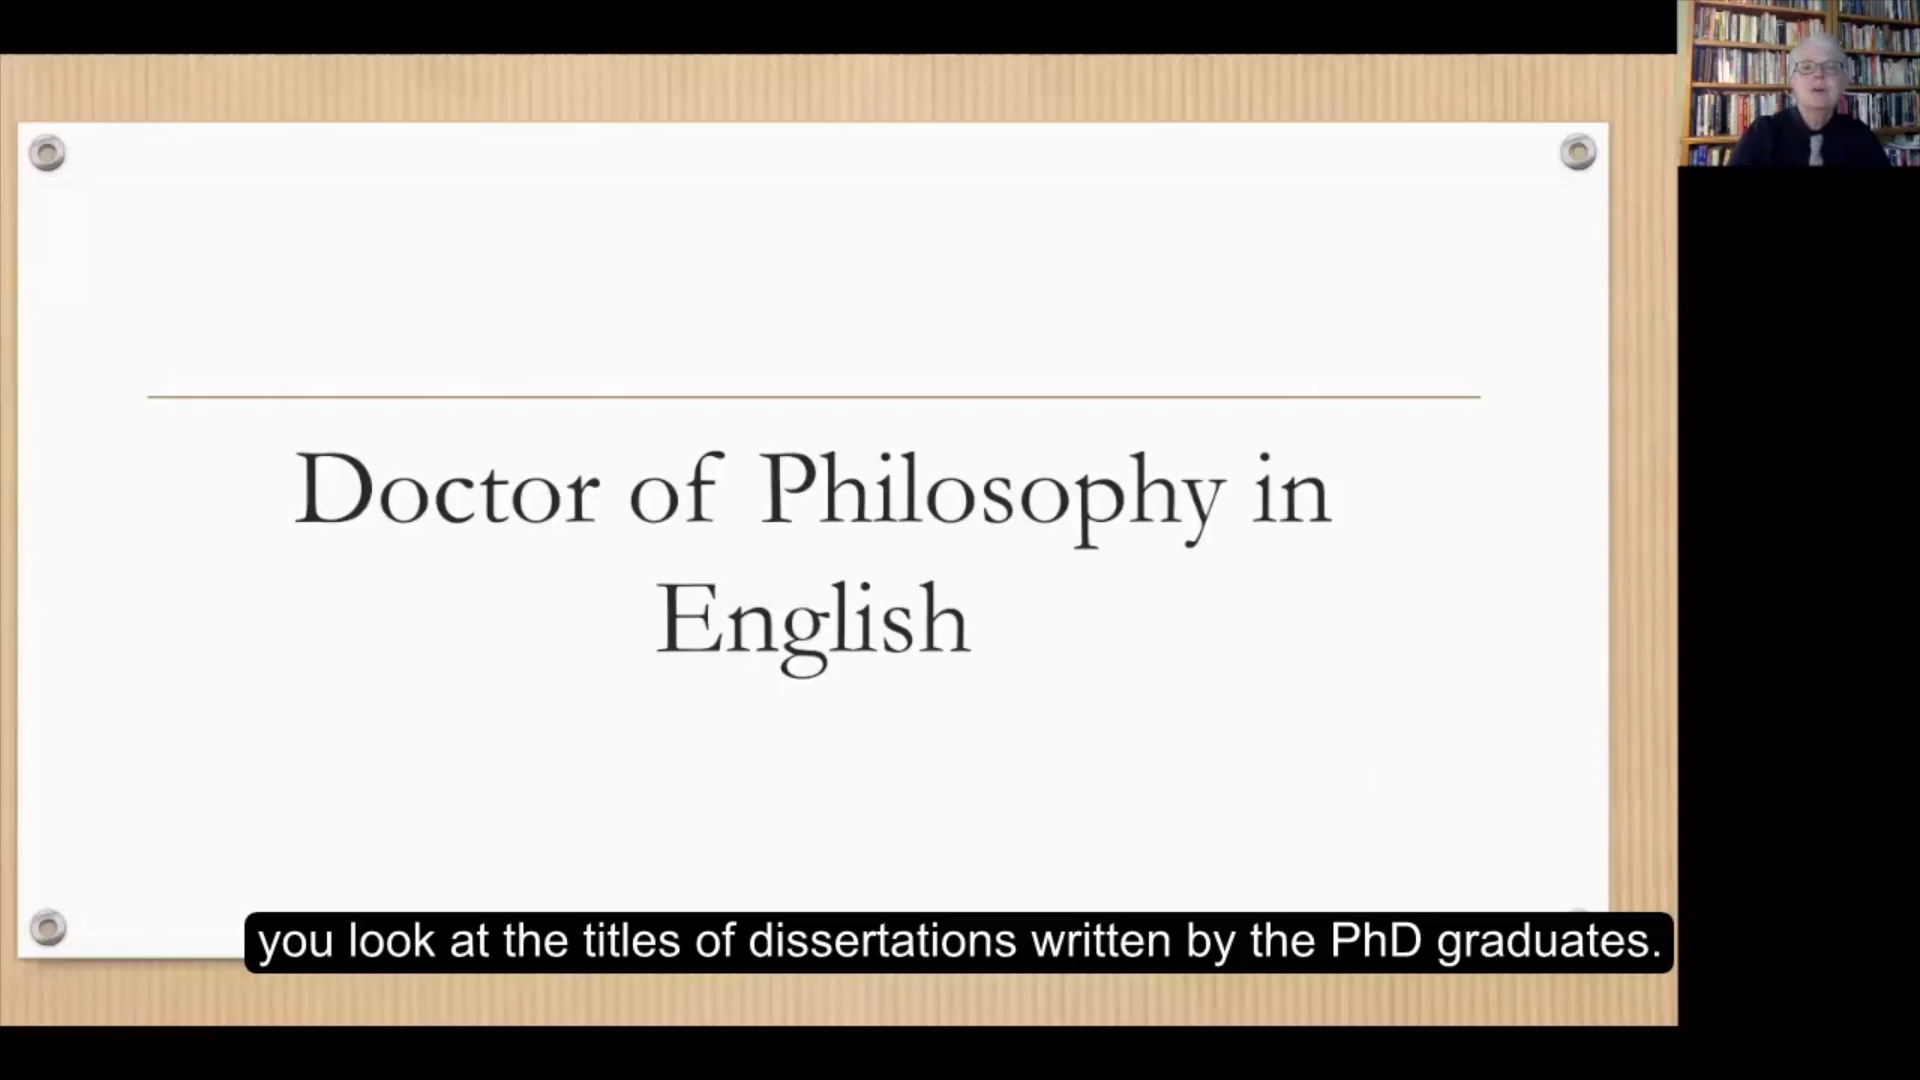 Doctor of Philosophy in
English
you look at the titles of dissertations written by the PhD graduates.